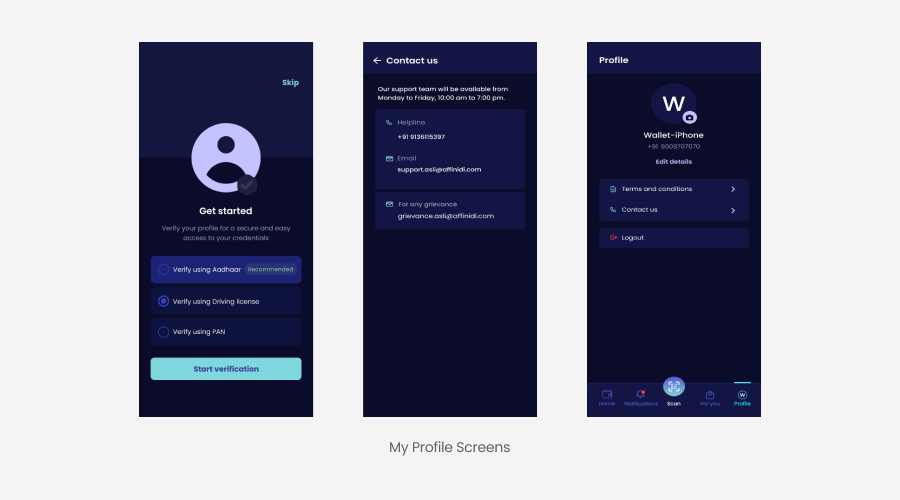 Skip
Get started
Verify your profile for a secure and easy
access to your credentials
Verify using Aadhaar Recommended
Verify using Driving license
Verify using PAN
Start verification
Contact us
Our support team will be available from
Monday to Friday, 10:00 am to 7:00 pm.
Helpline
+91 9136115397
Email
support.asli@affinidi.com
For any grievance
grievance.asli@affinidi.com
Profile
W
Wallet-iPhone
+91 9008707070
Edit details
Terms and conditions
Contact us
Logout
Home Notifications Scan For you W Profile
My Profile Screens